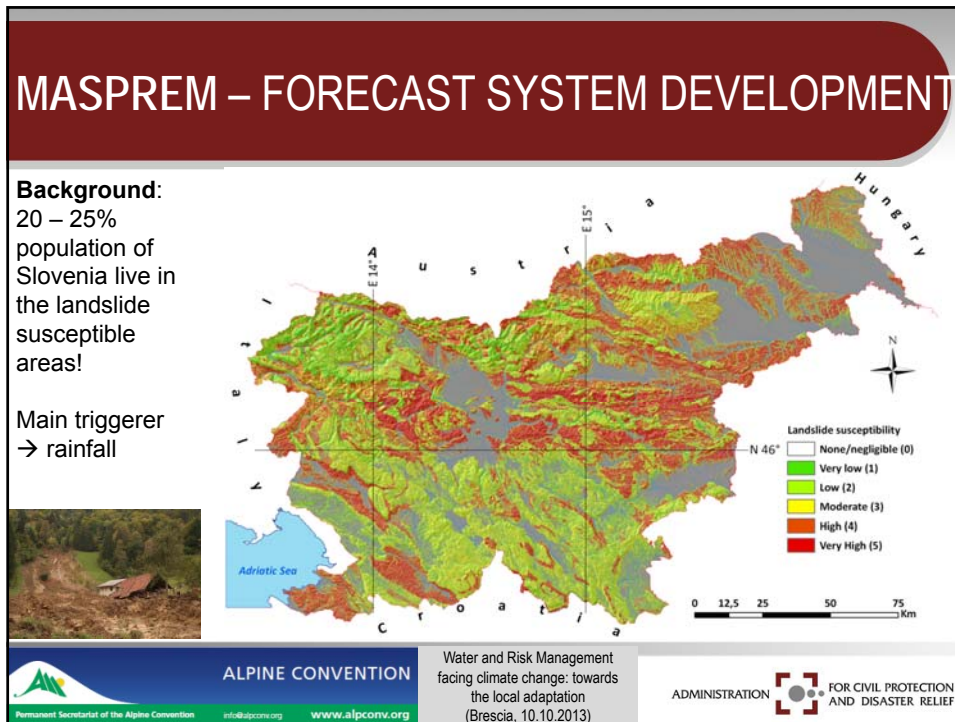 MASPREM – FORECAST SYSTEM DEVELOPMENT
Background:
20 – 25%
population of
Slovenia live in
the landslide
susceptible
areas!
Main triggerer
→ rainfall
Austria
Hungary
Italy
Croatia
Adriatic Sea
E 14°
E 15°
N 46°
N
Landslide susceptibility
None/negligible (0)
Very low (1)
Low (2)
Moderate (3)
High (4)
Very High (5)
0 12,5 25 50 75
Km
ALPINE CONVENTION
Permanent Secretariat of the Alpine Convention info@alpconv.org www.alpconv.org
Water and Risk Management
facing climate change: towards
the local adaptation
(Brescia, 10.10.2013)
ADMINISTRATION FOR CIVIL PROTECTION
AND DISASTER RELIEF